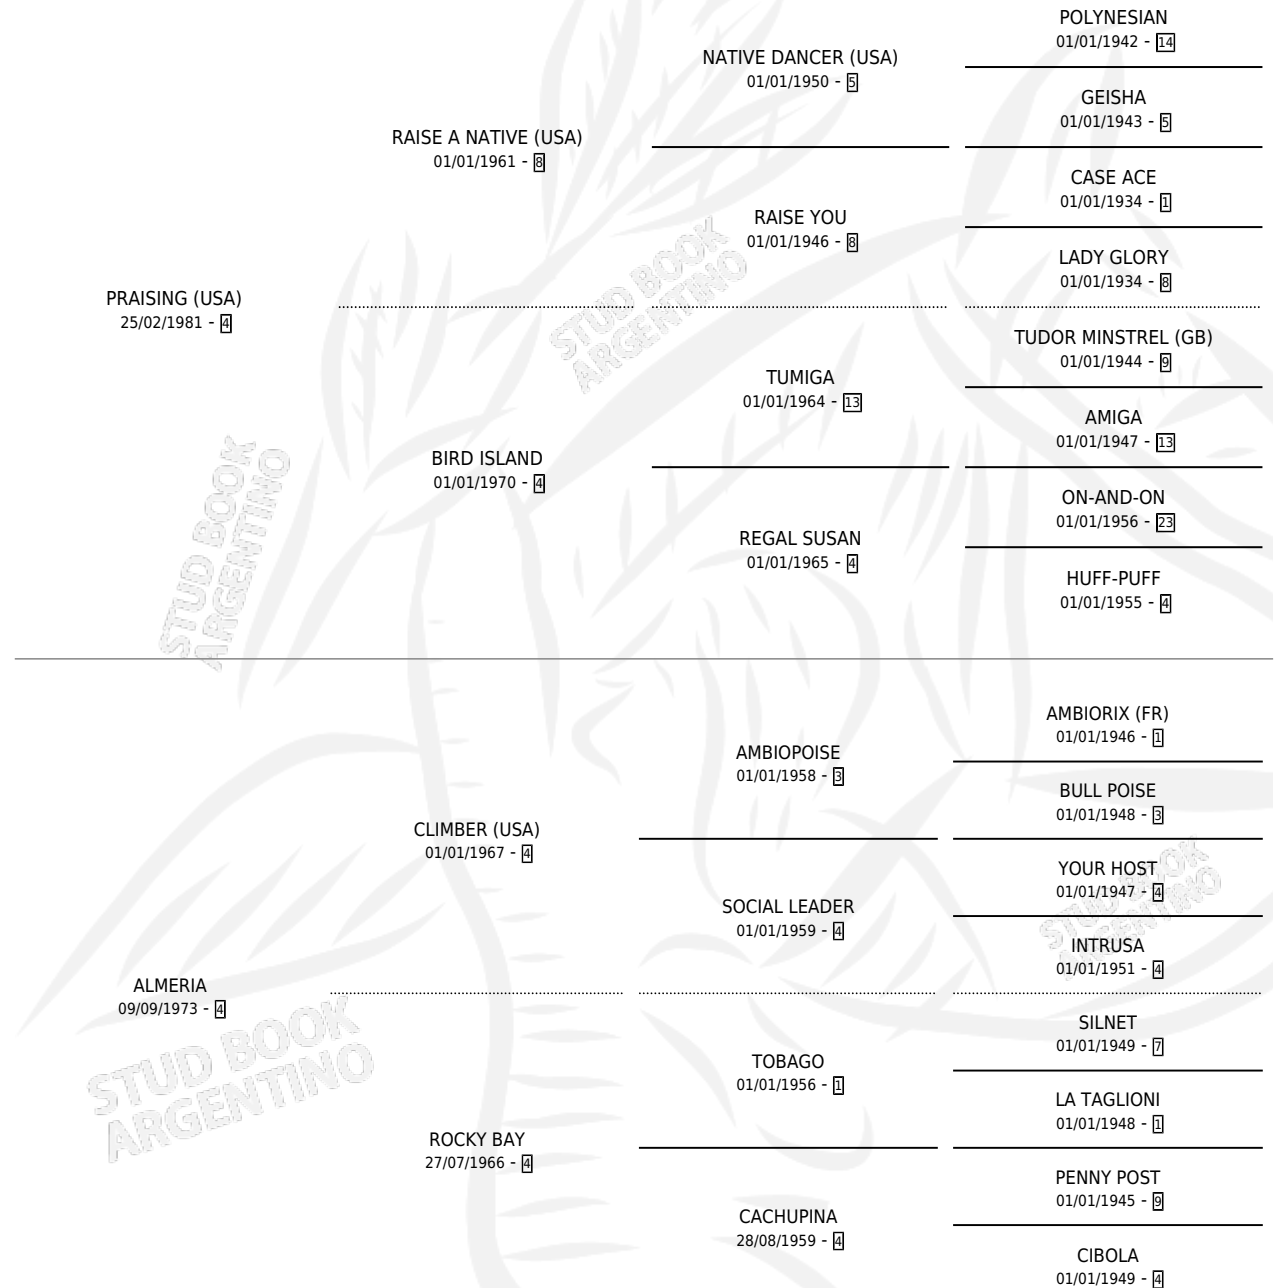 POLYNESIAN
01/01/1942 - 14
NATIVE DANCER (USA)
01/01/1950 - 5
GEISHA
01/01/1943 - 5
RAISE A NATIVE (USA)
01/01/1961 - 8
CASE ACE
01/01/1934 - 1
RAISE YOU
01/01/1946 - 8
LADY GLORY
01/01/1934 - 8
STUD BOOK
ARGENTINO
PRAISING (USA)
25/02/1981 - 4
TUDOR MINSTREL (GB)
01/01/1944 - 9
TUMIGA
01/01/1964 - 13
AMIGA
01/01/1947 - 13
BIRD ISLAND
01/01/1970 - 4
ON-AND-ON
01/01/1956 - 23
REGAL SUSAN
01/01/1965 - 4
HUFF-PUFF
01/01/1955 - 4
STUD BOOK
ARGENTINO
AMBIORIX (FR)
01/01/1946 - 1
AMBIOPOISE
01/01/1958 - 3
BULL POISE
01/01/1948 - 3
CLIMBER (USA)
01/01/1967 - 4
YOUR HOST
01/01/1947 - 4
SOCIAL LEADER
01/01/1959 - 4
STUD BOOK
ARGENTINO
INTRUSA
01/01/1951 - 4
ALMERIA
09/09/1973 - 4
SILNET
01/01/1949 - 7
STUD BOOK
ARGENTINO
TOBAGO
01/01/1956 - 1
LA TAGLIONI
01/01/1948 - 1
ROCKY BAY
27/07/1966 - 4
PENNY POST
01/01/1945 - 9
CACHUPINA
28/08/1959 - 4
CIBOLA
01/01/1949 - 4